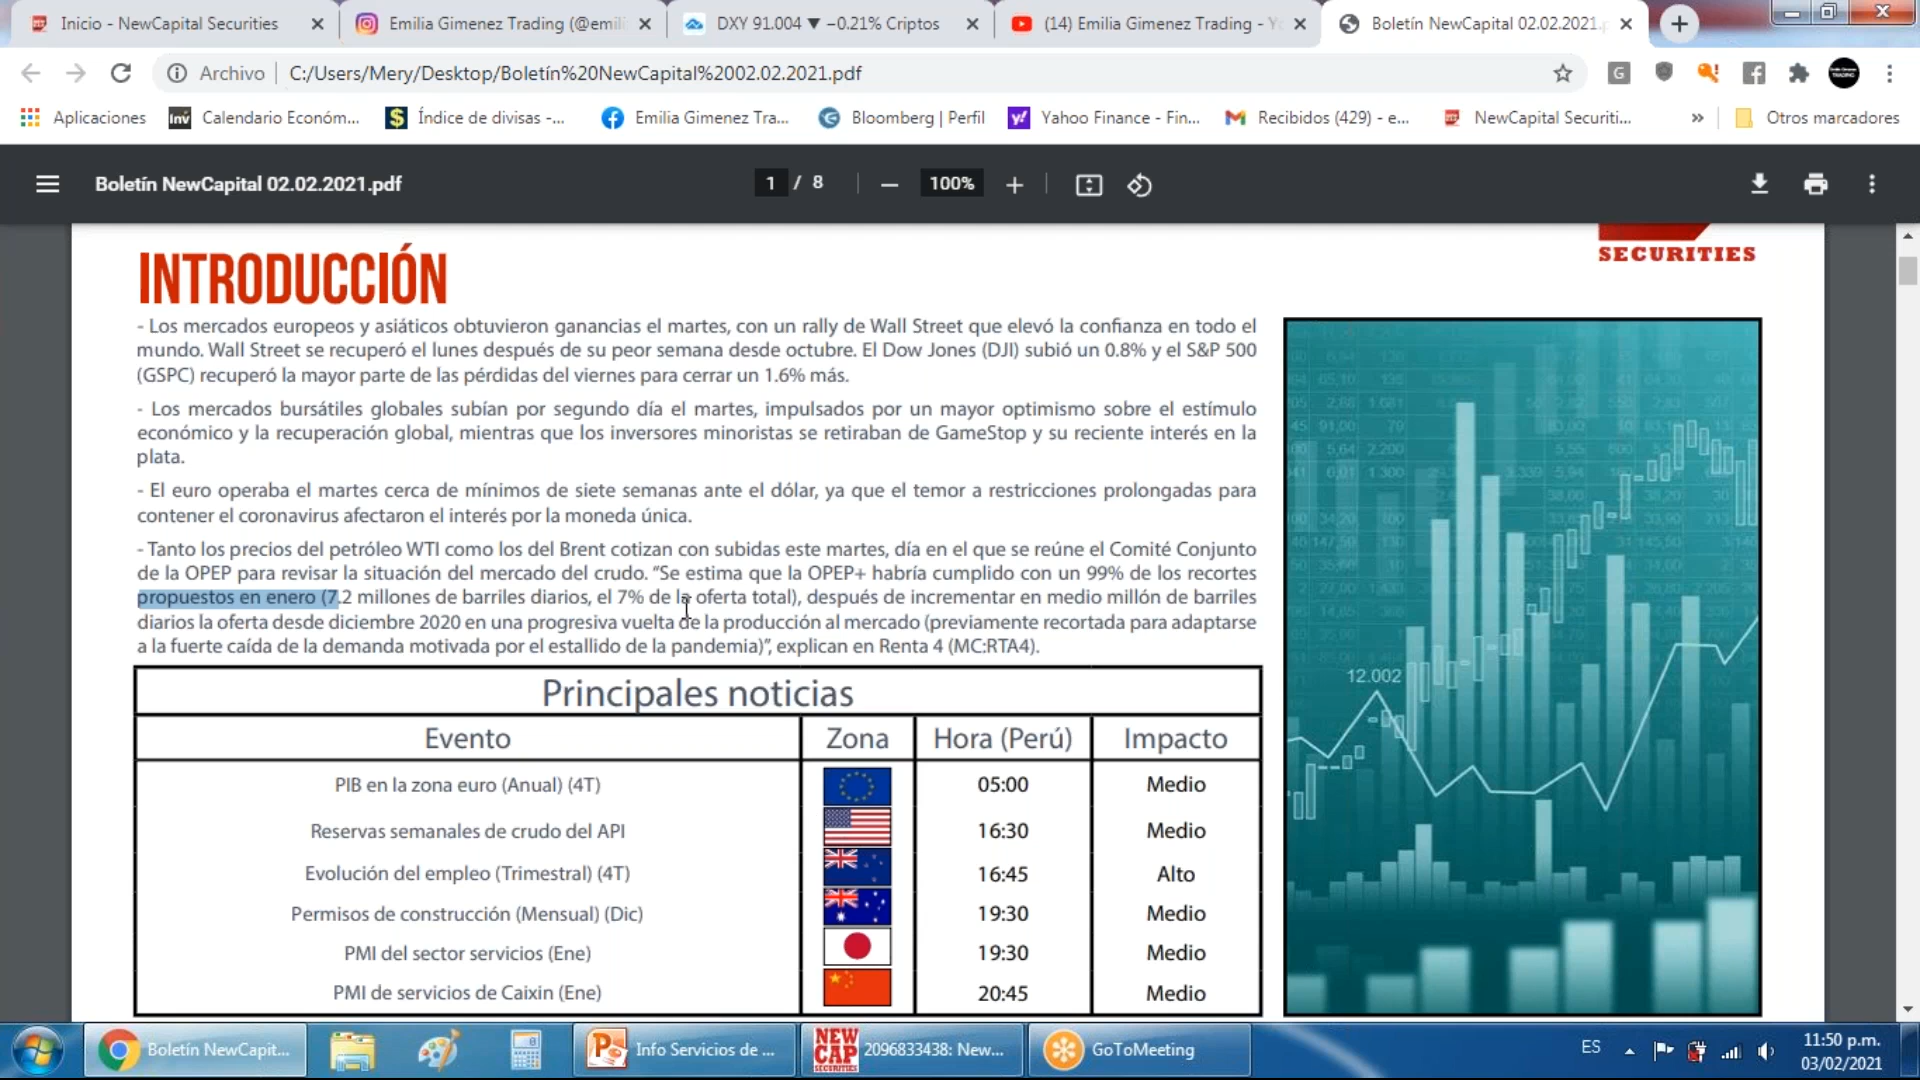 Inicio - NewCapital Securities
Emilia Gimenez Trading (@emili
DXY 91.004 ▼ −0.21% Criptos
(14) Emilia Gimenez Trading - Yo
Boletín NewCapital 02.02.2021.p
Archivo
C:/Users/Mery/Desktop/Boletín%20NewCapital%2002.02.2021.pdf
Aplicaciones
Calendario Económ...
Índice de divisas -...
Emilia Gimenez Tra...
Bloomberg | Perfil
Yahoo Finance - Fin...
Recibidos (429) - e...
NewCapital Securiti...
»
Otros marcadores
Boletín NewCapital 02.02.2021.pdf
1 / 8
100%
SECURITIES
INTRODUCCIÓN
- Los mercados europeos y asiáticos obtuvieron ganancias el martes, con un rally de Wall Street que elevó la confianza en todo el
mundo. Wall Street se recuperó el lunes después de su peor semana desde octubre. El Dow Jones (DJI) subió un 0.8% y el S&P 500
(GSPC) recuperó la mayor parte de las pérdidas del viernes para cerrar un 1.6% más.
- Los mercados bursátiles globales subían por segundo día el martes, impulsados por un mayor optimismo sobre el estímulo
económico y la recuperación global, mientras que los inversores minoristas se retiraban de GameStop y su reciente interés en la
plata.
- El euro operaba el martes cerca de mínimos de siete semanas ante el dólar, ya que el temor a restricciones prolongadas para
contener el coronavirus afectaron el interés por la moneda única.
- Tanto los precios del petróleo WTI como los del Brent cotizan con subidas este martes, día en el que se reúne el Comité Conjunto
de la OPEP para revisar la situación del mercado del crudo. "Se estima que la OPEP+ habría cumplido con un 99% de los recortes
propuestos en enero (7.2 millones de barriles diarios, el 7% de la oferta total), después de incrementar en medio millón de barriles
diarios la oferta desde diciembre 2020 en una progresiva vuelta de la producción al mercado (previamente recortada para adaptarse
a la fuerte caída de la demanda motivada por el estallido de la pandemia)", explican en Renta 4 (MC:RTA4).
Principales noticias
Evento Zona Hora (Perú) Impacto
PIB en la zona euro (Anual) (4T) 05:00 Medio
Reservas semanales de crudo del API 16:30 Medio
Evolución del empleo (Trimestral) (4T) 16:45 Alto
Permisos de construcción (Mensual) (Dic) 19:30 Medio
PMI del sector servicios (Ene) 19:30 Medio
PMI de servicios de Caixin (Ene) 20:45 Medio
12.002
Boletín NewCapit...
Info Servicios de ...
NEW CAP SECURITIES
2096833438: New...
GoToMeeting
ES
11:50 p.m.
03/02/2021